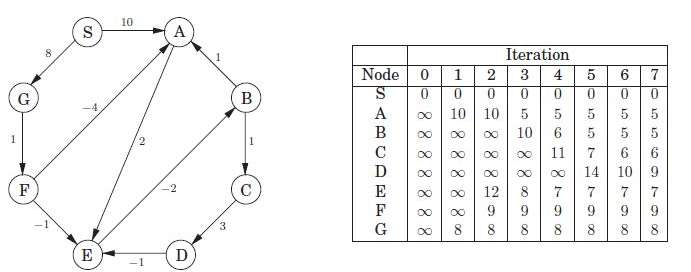 S 10 A
8 1
G B
-4
1 2 1
-2
F C
-1 3
E -1 D
Iteration
Node 0 1 2 3 4 5 6 7
S 0 0 0 0 0 0 0 0
A ∞ 10 10 5 5 5 5 5
B ∞ ∞ ∞ 10 6 5 5 5
C ∞ ∞ ∞ ∞ 11 7 6 6
D ∞ ∞ ∞ ∞ ∞ 14 10 9
E ∞ ∞ 12 8 7 7 7 7
F ∞ ∞ 9 9 9 9 9 9
G ∞ 8 8 8 8 8 8 8